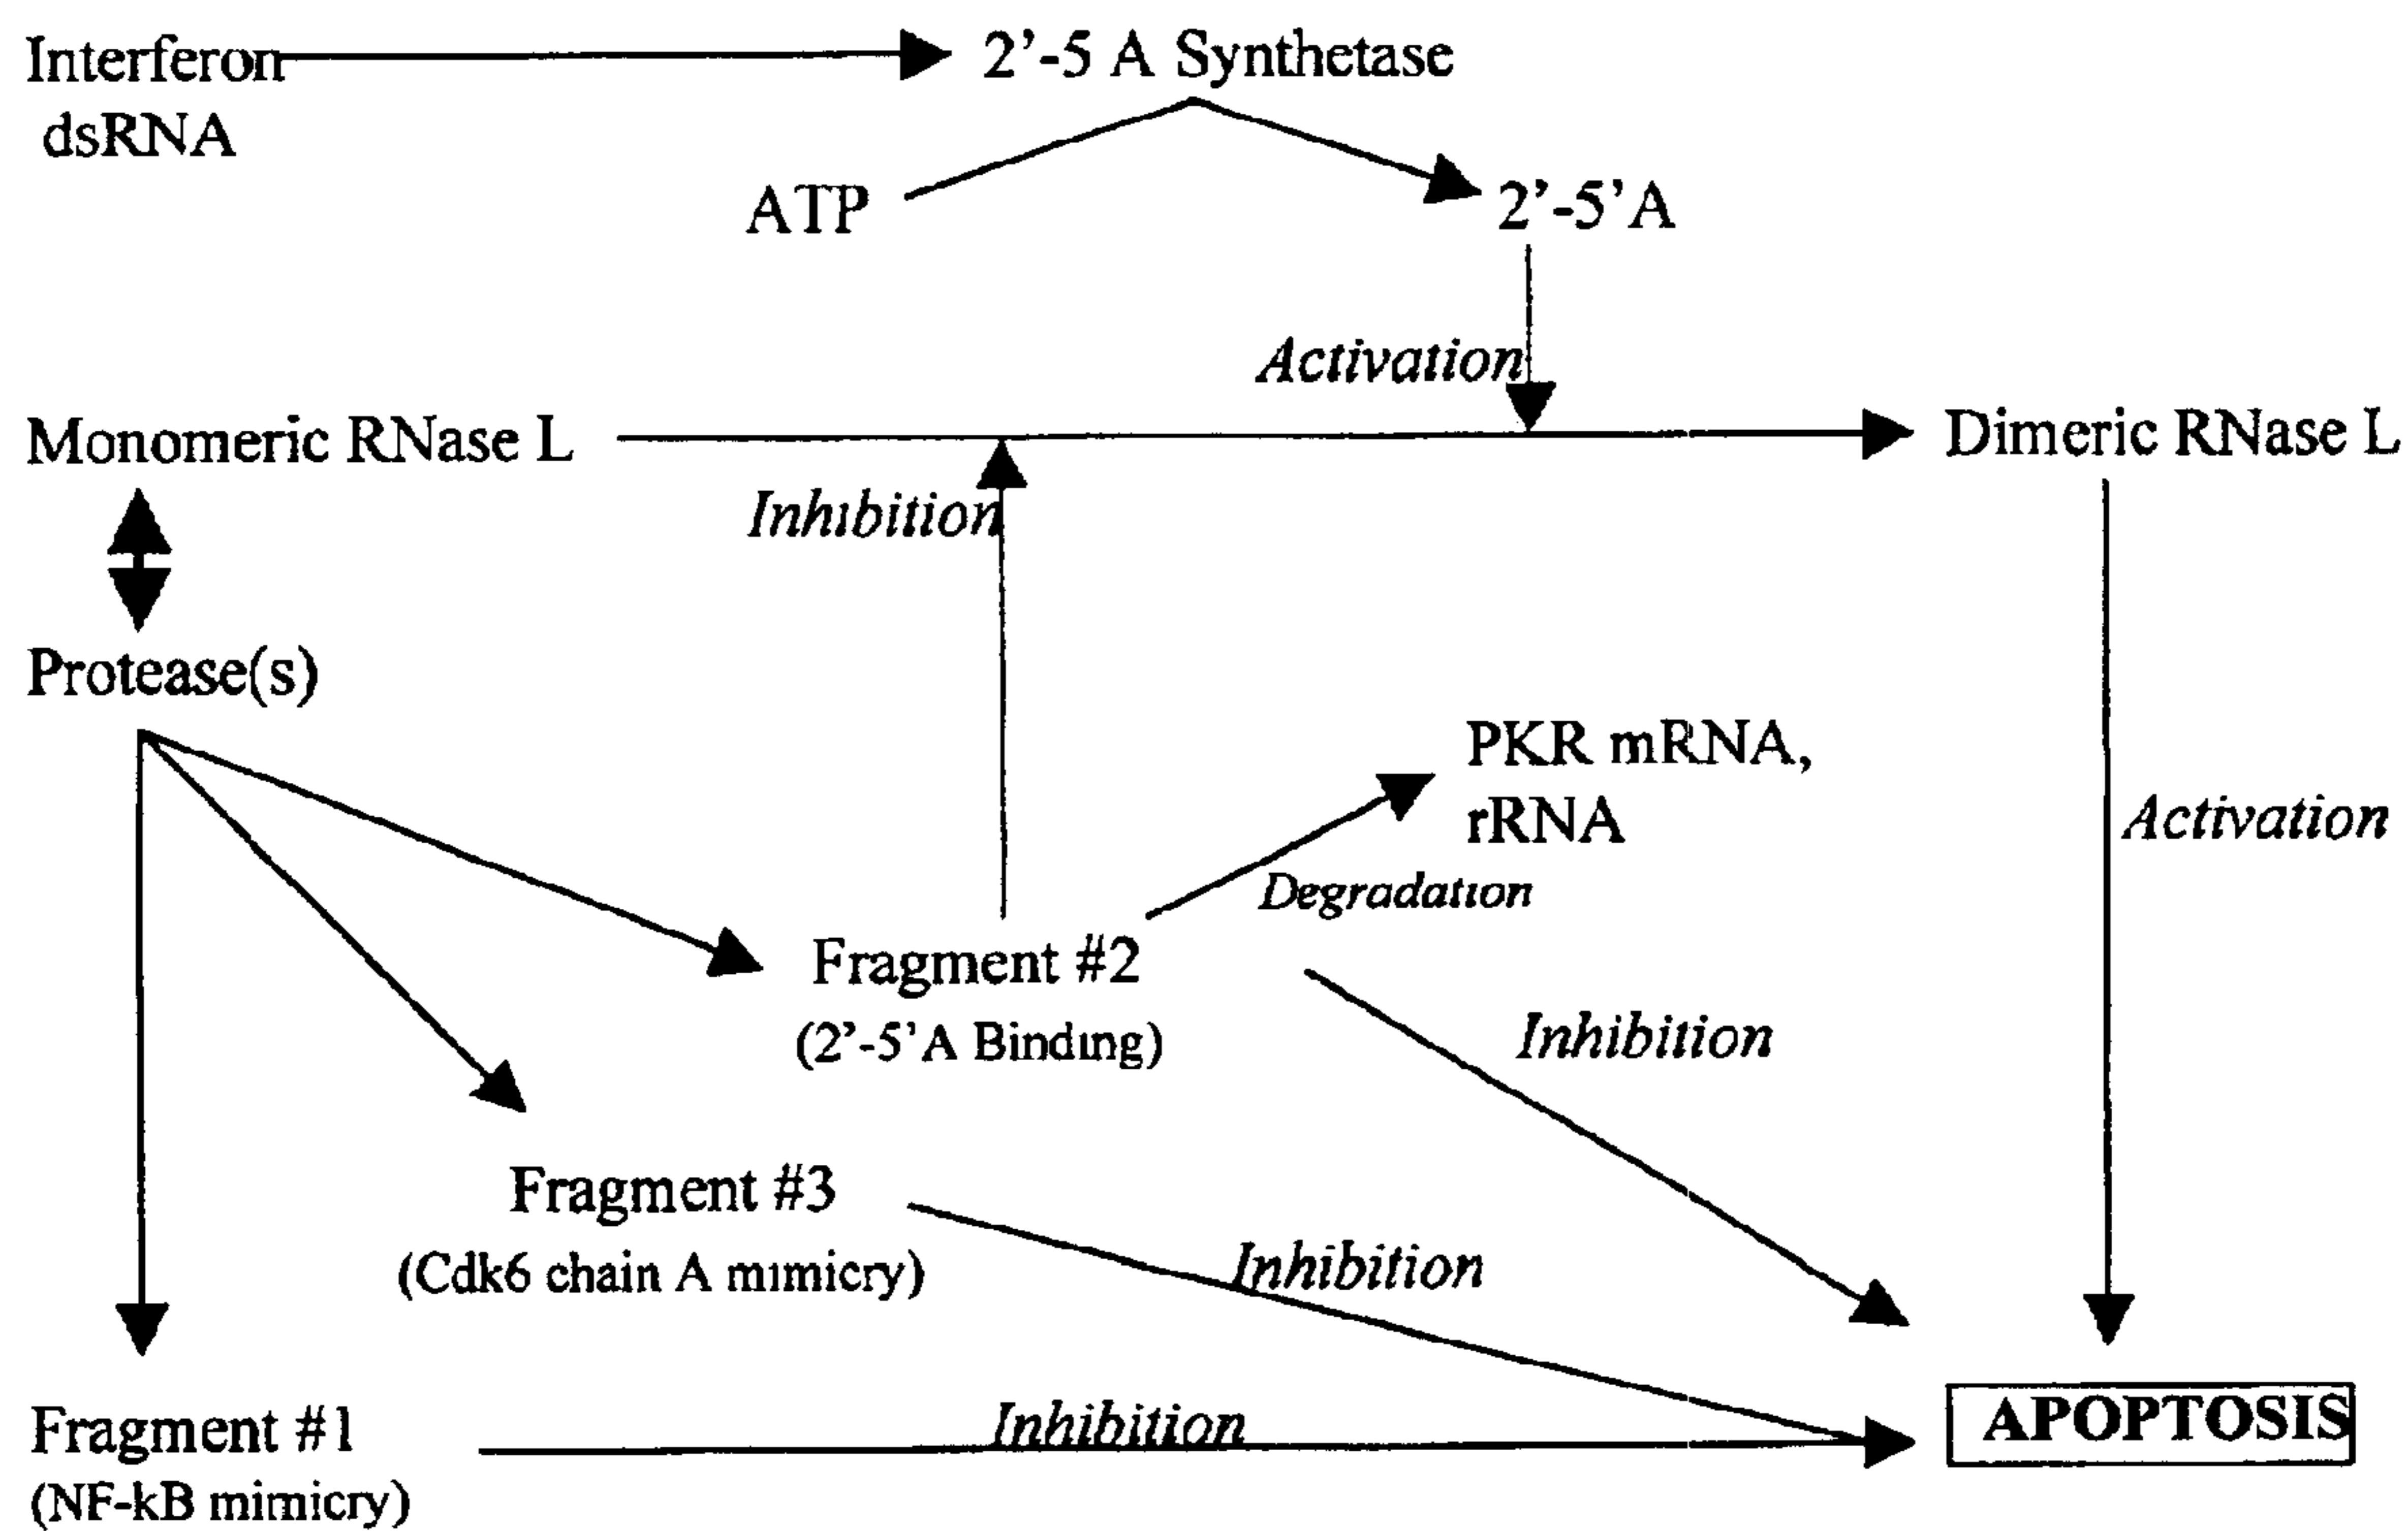 Interferon
2'-5 A Synthetase
dsRNA
ATP
2'-5'A
Activation
Monomeric RNase L
Dimeric RNase L
Inhibition
Protease(s)
PKR mRNA,
rRNA
Activation
Degradation
Fragment #2
(2'-5'A Binding)
Inhibition
Fragment #3
(Cdk6 chain A mimicry)
Inhibition
APOPTOSIS
Inhibition
Fragment #1
(NF-kB mimicry)